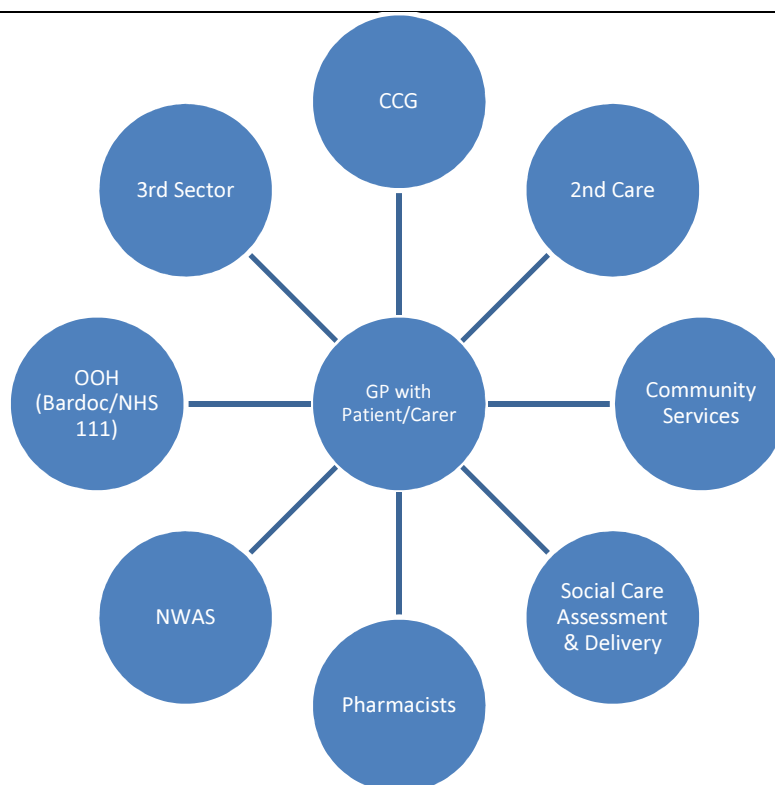 CCG
3rd Sector
2nd Care
OOH
(Bardoc/NHS
111)
GP with
Patient/Carer
Community
Services
NWAS
Social Care
Assessment
& Delivery
Pharmacists